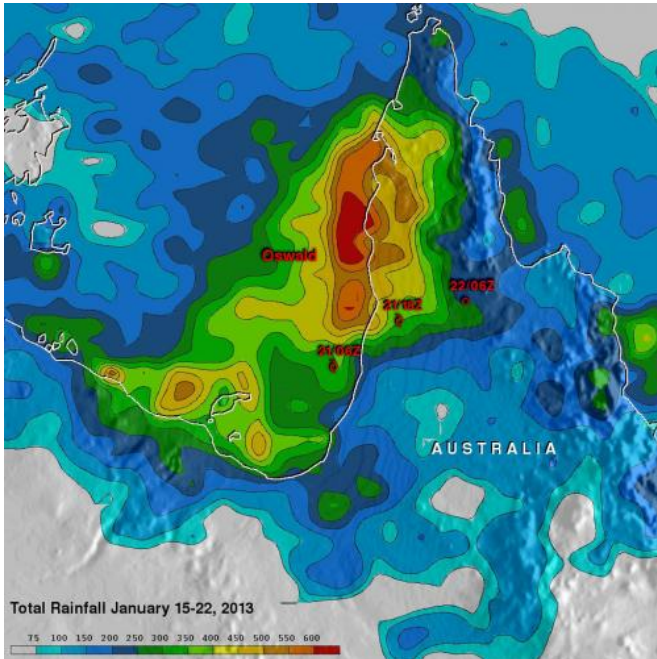 Oswald
22/06Z
21/18Z
21/06Z
AUSTRALIA
Total Rainfall January 15-22, 2013
75 100 150 200 250 300 350 400 450 500 550 600